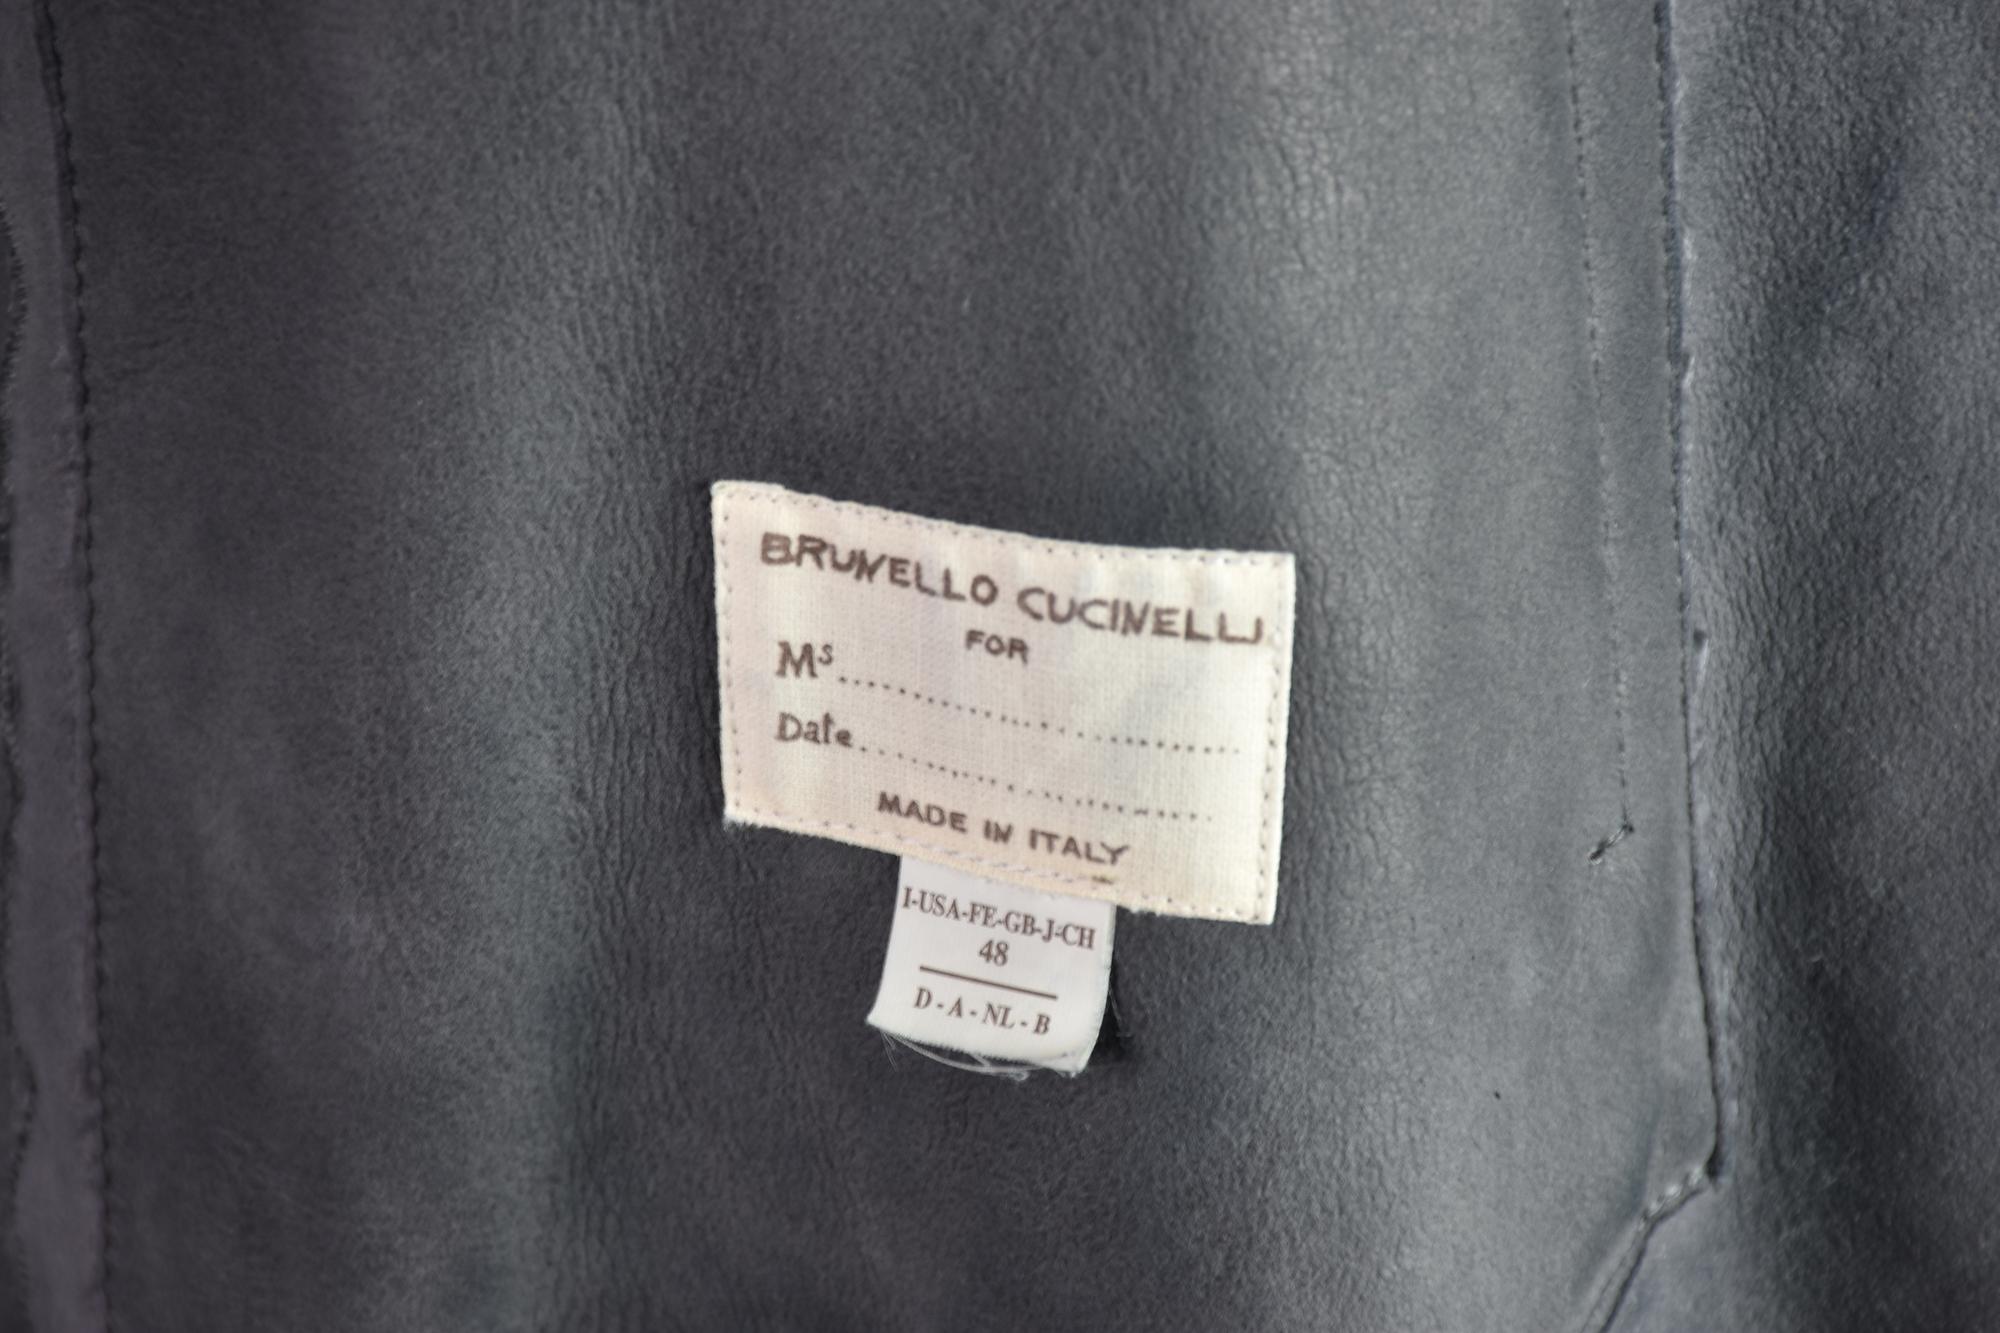 BRUNELLO CUCINELLI
FOR
Ms........................................
Date........................................
MADE IN ITALY
I-USA-FE-GB-J-CH
48
D - A - NL - B